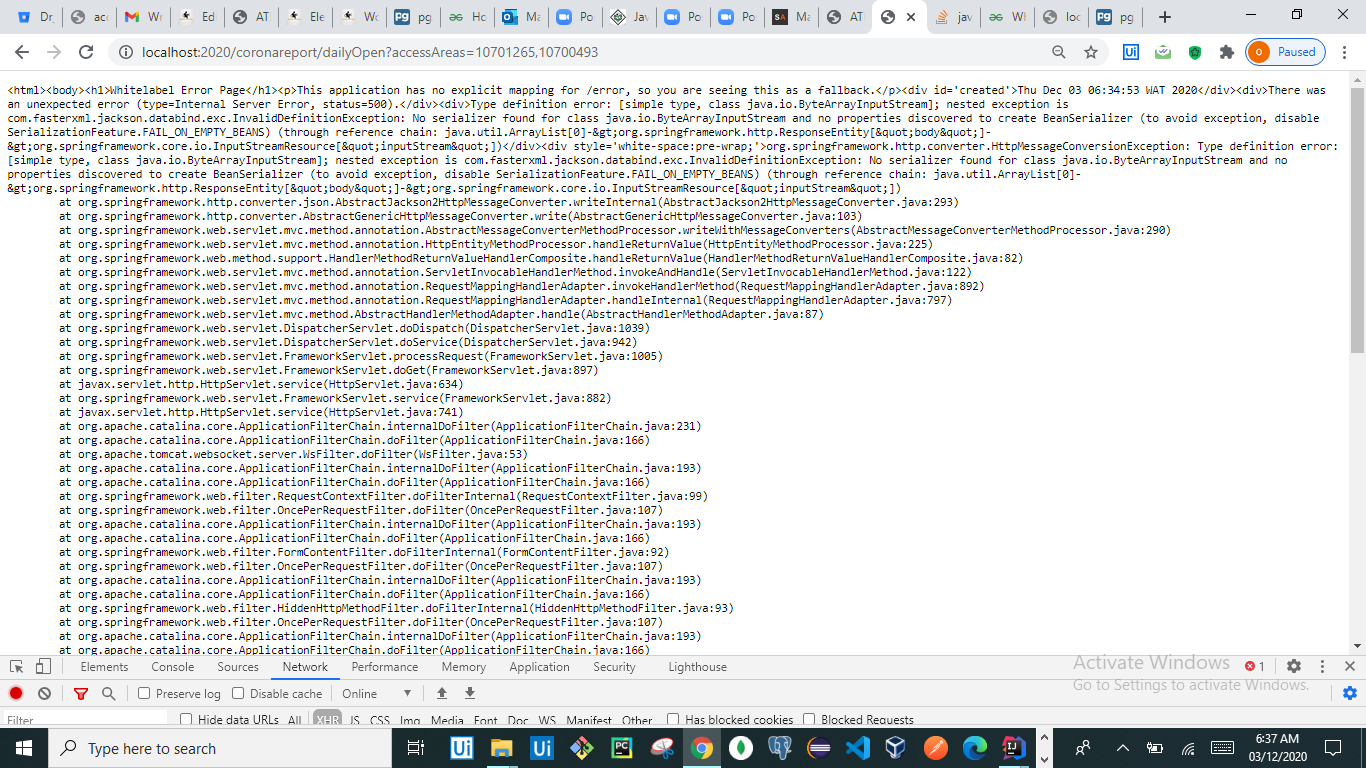 Dr
acc
M Wr
Ed
AT
Ele
Wo
pg
Ho
Ma
Po
Jav
Po
Po
Ma
AT
jav
Wh
loc
pg
localhost:2020/coronareport/dailyOpen?accessAreas=10701265,10700493
Paused
<html><body><h1>Whitelabel Error Page</h1><p>This application has no explicit mapping for /error, so you are seeing this as a fallback.</p><div id='created'>Thu Dec 03 06:34:53 WAT 2020</div><div>There was
an unexpected error (type=Internal Server Error, status=500).</div><div>Type definition error: [simple type, class java.io.ByteArrayInputStream]; nested exception is
com.fasterxml.jackson.databind.exc.InvalidDefinitionException: No serializer found for class java.io.ByteArrayInputStream and no properties discovered to create BeanSerializer (to avoid exception, disable
SerializationFeature.FAIL_ON_EMPTY_BEANS) (through reference chain: java.util.ArrayList[0]-&gt;org.springframework.http.ResponseEntity[&quot;body&quot;]-
&gt;org.springframework.core.io.InputStreamResource[&quot;inputStream&quot;])</div><div style='white-space:pre-wrap;'>org.springframework.http.converter.HttpMessageConversionException: Type definition error:
[simple type, class java.io.ByteArrayInputStream]; nested exception is com.fasterxml.jackson.databind.exc.InvalidDefinitionException: No serializer found for class java.io.ByteArrayInputStream and no
properties discovered to create BeanSerializer (to avoid exception, disable SerializationFeature.FAIL_ON_EMPTY_BEANS) (through reference chain: java.util.ArrayList[0]-
&gt;org.springframework.http.ResponseEntity[&quot;body&quot;]-&gt;org.springframework.core.io.InputStreamResource[&quot;inputStream&quot;])
at org.springframework.http.converter.json.AbstractJackson2HttpMessageConverter.writeInternal(AbstractJackson2HttpMessageConverter.java:293)
at org.springframework.http.converter.AbstractGenericHttpMessageConverter.write(AbstractGenericHttpMessageConverter.java:103)
at org.springframework.web.servlet.mvc.method.annotation.AbstractMessageConverterMethodProcessor.writeWithMessageConverters(AbstractMessageConverterMethodProcessor.java:290)
at org.springframework.web.servlet.mvc.method.annotation.HttpEntityMethodProcessor.handleReturnValue(HttpEntityMethodProcessor.java:225)
at org.springframework.web.method.support.HandlerMethodReturnValueHandlerComposite.handleReturnValue(HandlerMethodReturnValueHandlerComposite.java:82)
at org.springframework.web.servlet.mvc.method.annotation.ServletInvocableHandlerMethod.invokeAndHandle(ServletInvocableHandlerMethod.java:122)
at org.springframework.web.servlet.mvc.method.annotation.RequestMappingHandlerAdapter.invokeHandlerMethod(RequestMappingHandlerAdapter.java:892)
at org.springframework.web.servlet.mvc.method.annotation.RequestMappingHandlerAdapter.handleInternal(RequestMappingHandlerAdapter.java:797)
at org.springframework.web.servlet.mvc.method.AbstractHandlerMethodAdapter.handle(AbstractHandlerMethodAdapter.java:87)
at org.springframework.web.servlet.DispatcherServlet.doDispatch(DispatcherServlet.java:1039)
at org.springframework.web.servlet.DispatcherServlet.doService(DispatcherServlet.java:942)
at org.springframework.web.servlet.FrameworkServlet.processRequest(FrameworkServlet.java:1005)
at org.springframework.web.servlet.FrameworkServlet.doGet(FrameworkServlet.java:897)
at javax.servlet.http.HttpServlet.service(HttpServlet.java:634)
at org.springframework.web.servlet.FrameworkServlet.service(FrameworkServlet.java:882)
at javax.servlet.http.HttpServlet.service(HttpServlet.java:741)
at org.apache.catalina.core.ApplicationFilterChain.internalDoFilter(ApplicationFilterChain.java:231)
at org.apache.catalina.core.ApplicationFilterChain.doFilter(ApplicationFilterChain.java:166)
at org.apache.tomcat.websocket.server.WsFilter.doFilter(WsFilter.java:53)
at org.apache.catalina.core.ApplicationFilterChain.internalDoFilter(ApplicationFilterChain.java:193)
at org.apache.catalina.core.ApplicationFilterChain.doFilter(ApplicationFilterChain.java:166)
at org.springframework.web.filter.RequestContextFilter.doFilterInternal(RequestContextFilter.java:99)
at org.springframework.web.filter.OncePerRequestFilter.doFilter(OncePerRequestFilter.java:107)
at org.apache.catalina.core.ApplicationFilterChain.internalDoFilter(ApplicationFilterChain.java:193)
at org.apache.catalina.core.ApplicationFilterChain.doFilter(ApplicationFilterChain.java:166)
at org.springframework.web.filter.FormContentFilter.doFilterInternal(FormContentFilter.java:92)
at org.springframework.web.filter.OncePerRequestFilter.doFilter(OncePerRequestFilter.java:107)
at org.apache.catalina.core.ApplicationFilterChain.internalDoFilter(ApplicationFilterChain.java:193)
at org.apache.catalina.core.ApplicationFilterChain.doFilter(ApplicationFilterChain.java:166)
at org.springframework.web.filter.HiddenHttpMethodFilter.doFilterInternal(HiddenHttpMethodFilter.java:93)
at org.springframework.web.filter.OncePerRequestFilter.doFilter(OncePerRequestFilter.java:107)
at org.apache.catalina.core.ApplicationFilterChain.internalDoFilter(ApplicationFilterChain.java:193)
at org.apache.catalina.core.ApplicationFilterChain.doFilter(ApplicationFilterChain.java:166)
Elements Console Sources Network Performance Memory Application Security Lighthouse 1
Activate Windows
Go to Settings to activate Windows.
Preserve log Disable cache Online
Filter Hide data URLs All XHR JS CSS Img Media Font Doc WS Manifest Other Has blocked cookies Blocked Requests
Type here to search
6:37 AM
03/12/2020